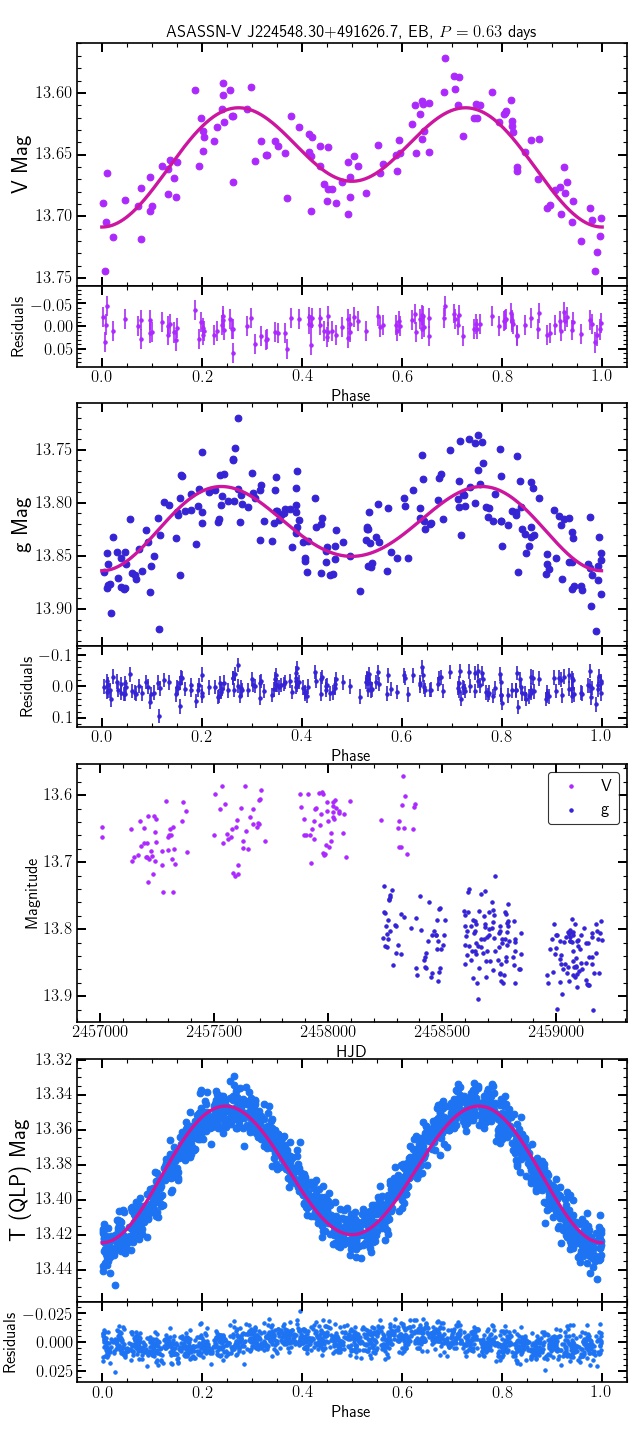 ASASSN-V J224548.30+491626.7, EB, P = 0.63 days
V Mag
13.60
13.65
13.70
13.75
Residuals
−0.05
0.00
0.05
0.0 0.2 0.4 0.6 0.8 1.0
Phase
g Mag
13.75
13.80
13.85
13.90
Residuals
−0.1
0.0
0.1
0.0 0.2 0.4 0.6 0.8 1.0
Phase
Magnitude
13.6
13.7
13.8
13.9
V
g
2457000 2457500 2458000 2458500 2459000
HJD
T (QLP) Mag
13.32
13.34
13.36
13.38
13.40
13.42
13.44
Residuals
−0.025
0.000
0.025
0.0 0.2 0.4 0.6 0.8 1.0
Phase